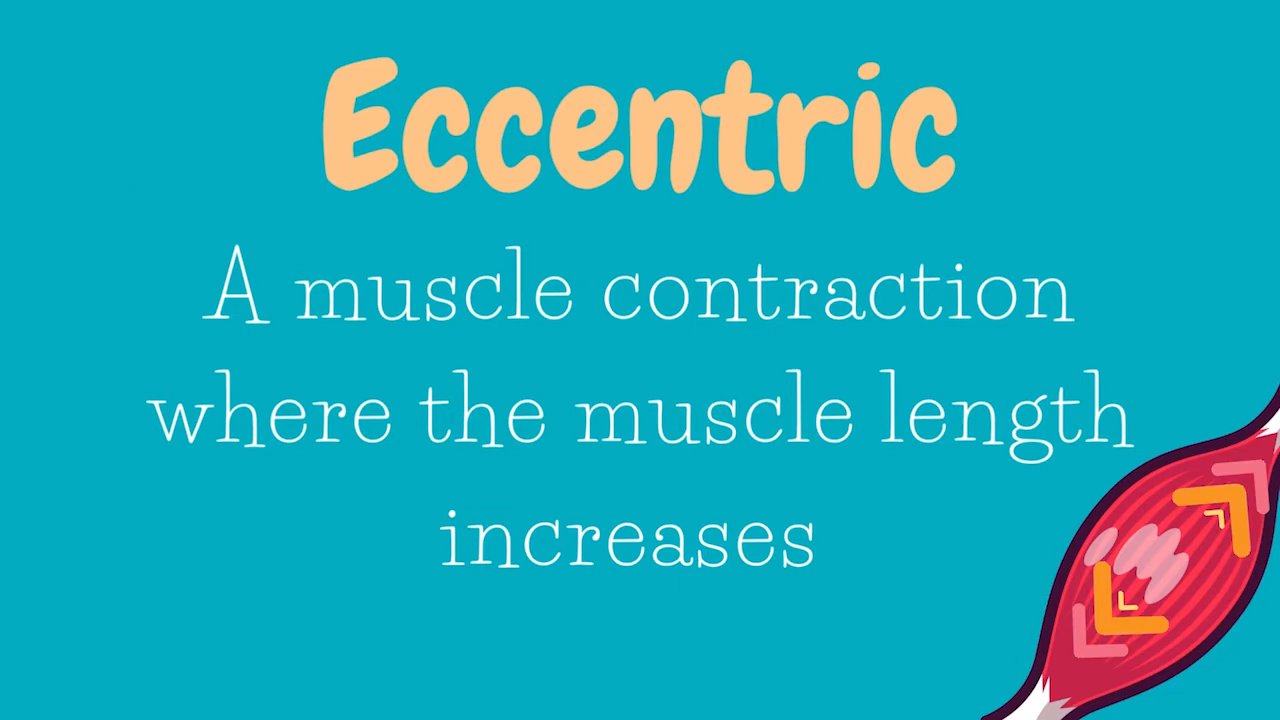 Eccentric
A muscle contraction
where the muscle length
increases